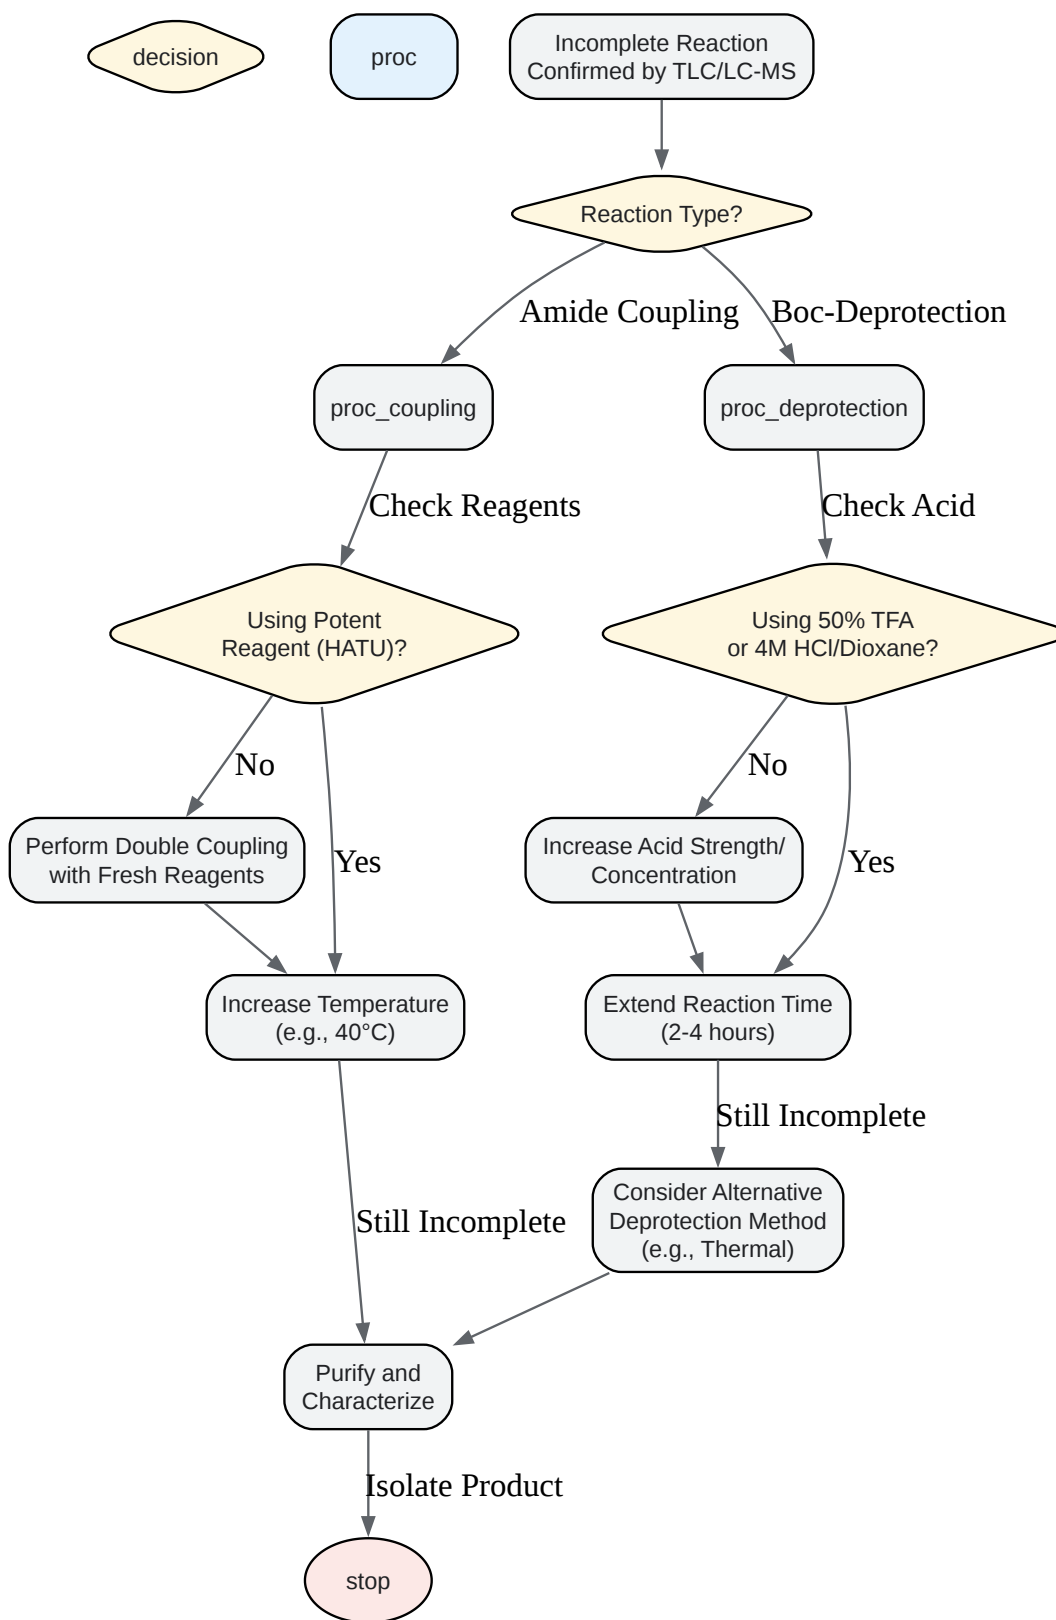 decision
proc
Incomplete Reaction
Confirmed by TLC/LC-MS
Reaction Type?
Amide Coupling
Boc-Deprotection
proc_coupling
proc_deprotection
Check Reagents
Check Acid
Using Potent
Reagent (HATU)?
Using 50% TFA
or 4M HCl/Dioxane?
No
No
Perform Double Coupling
with Fresh Reagents
Yes
Increase Acid Strength/
Concentration
Yes
Increase Temperature
(e.g., 40°C)
Extend Reaction Time
(2-4 hours)
Still Incomplete
Consider Alternative
Deprotection Method
(e.g., Thermal)
Still Incomplete
Purify and
Characterize
Isolate Product
stop